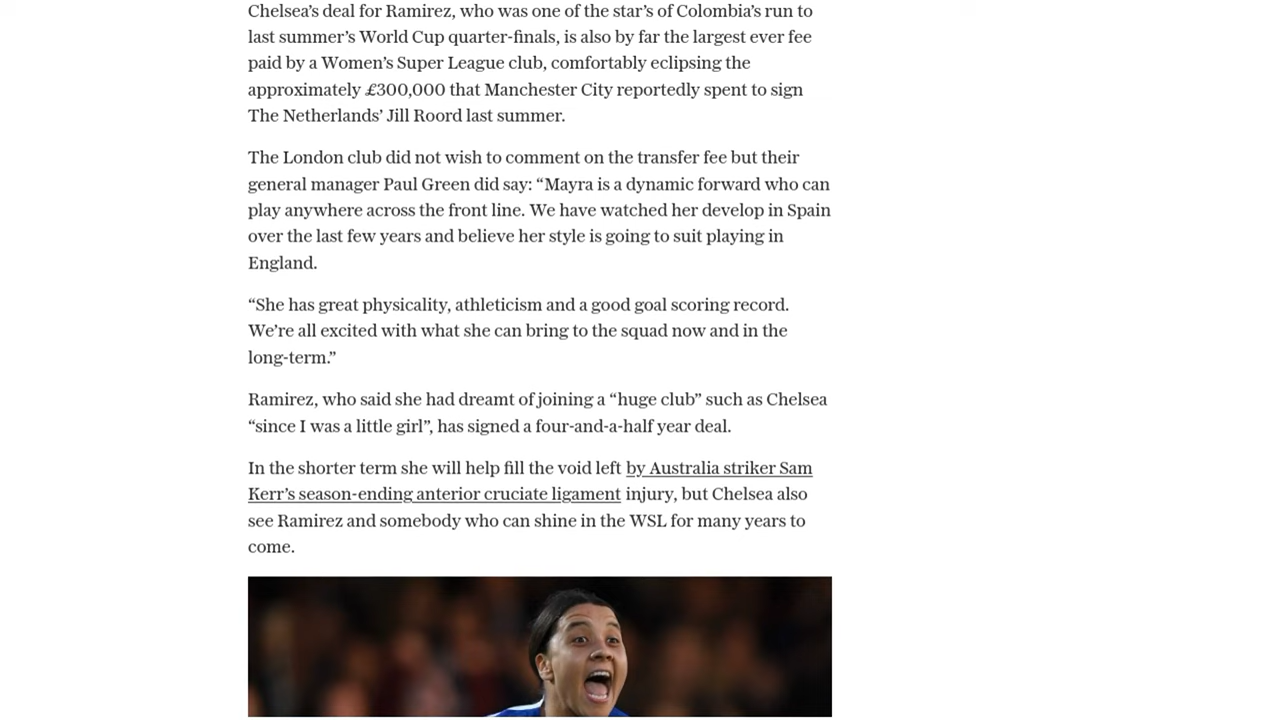 Chelsea’s deal for Ramirez, who was one of the star’s of Colombia’s run to
last summer’s World Cup quarter-finals, is also by far the largest ever fee
paid by a Women’s Super League club, comfortably eclipsing the
approximately £300,000 that Manchester City reportedly spent to sign
The Netherlands’ Jill Roord last summer.
The London club did not wish to comment on the transfer fee but their
general manager Paul Green did say: “Mayra is a dynamic forward who can
play anywhere across the front line. We have watched her develop in Spain
over the last few years and believe her style is going to suit playing in
England.
“She has great physicality, athleticism and a good goal scoring record.
We’re all excited with what she can bring to the squad now and in the
long-term.”
Ramirez, who said she had dreamt of joining a “huge club” such as Chelsea
“since I was a little girl”, has signed a four-and-a-half year deal.
In the shorter term she will help fill the void left by Australia striker Sam
Kerr’s season-ending anterior cruciate ligament injury, but Chelsea also
see Ramirez and somebody who can shine in the WSL for many years to
come.